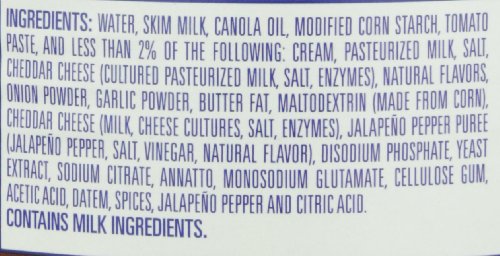 INGREDIENTS: WATER, SKIM MILK, CANOLA OIL, MODIFIED CORN STARCH, TOMATO
PASTE, AND LESS THAN 2% OF THE FOLLOWING: CREAM, PASTEURIZED MILK, SALT,
CHEDDAR CHEESE (CULTURED PASTEURIZED MILK, SALT, ENZYMES), NATURAL FLAVORS,
ONION POWDER, GARLIC POWDER, BUTTER FAT, MALTODEXTRIN (MADE FROM CORN),
CHEDDAR CHEESE (MILK, CHEESE CULTURES, SALT, ENZYMES), JALAPEÑO PEPPER PUREE
(JALAPEÑO PEPPER, SALT, VINEGAR, NATURAL FLAVOR), DISODIUM PHOSPHATE, YEAST
EXTRACT, SODIUM CITRATE, ANNATTO, MONOSODIUM GLUTAMATE, CELLULOSE GUM,
ACETIC ACID, DATEM, SPICES, JALAPEÑO PEPPER AND CITRIC ACID.
CONTAINS MILK INGREDIENTS.